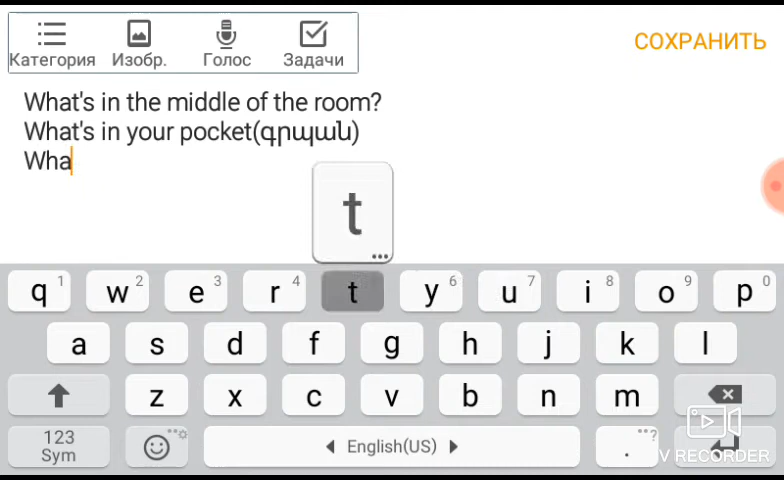 Категория Изобр. Голос Задачи
СОХРАНИТЬ
What's in the middle of the room?
What's in your pocket(գրպան)
Wha
t
q 1 w 2 e 3 r 4 t y 6 u 7 i 8 o 9 p 0
a s d f g h j k l
z x c v b n m
123
Sym
English(US)
. ?
V RECORDER